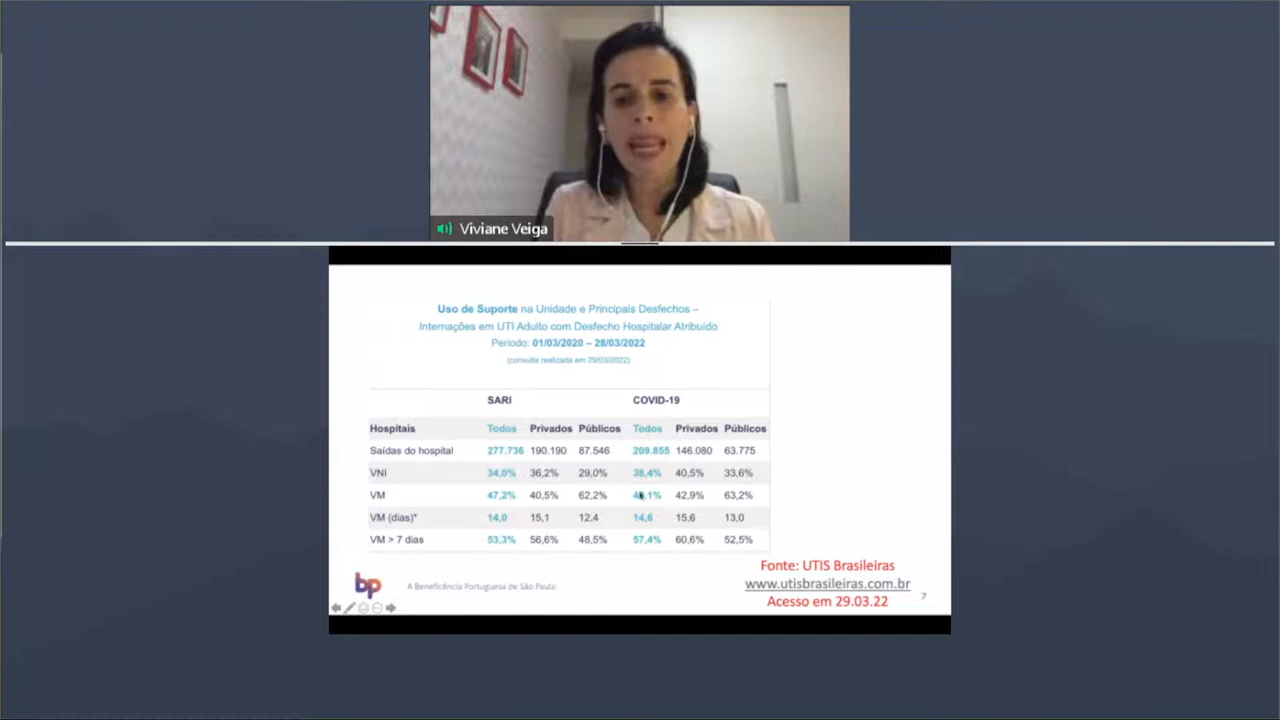 Viviane Veiga
Uso de Suporte na Unidade e Principais Desfechos –
Internações em UTI Adulto com Desfecho Hospitalar Atribuído
Período: 01/03/2020 – 28/03/2022
(consulta realizada em 29/03/2022)
SARI COVID-19
Hospitais Todos Privados Públicos Todos Privados Públicos
Saídas do hospital 277.736 190.190 87.546 209.855 146.080 63.775
VNI 34,0% 36,2% 29,0% 38,4% 40,5% 33,6%
VM 47,2% 40,5% 62,2% 42,9% 63,2%
VM (dias)* 14,0 15,1 12,4 14,6 15,6 13,0
VM > 7 dias 53,3% 56,6% 48,5% 57,4% 60,6% 52,5%
Fonte: UTIS Brasileiras
www.utisbrasileiras.com.br
Acesso em 29.03.22
bp A Beneficência Portuguesa de São Paulo
7